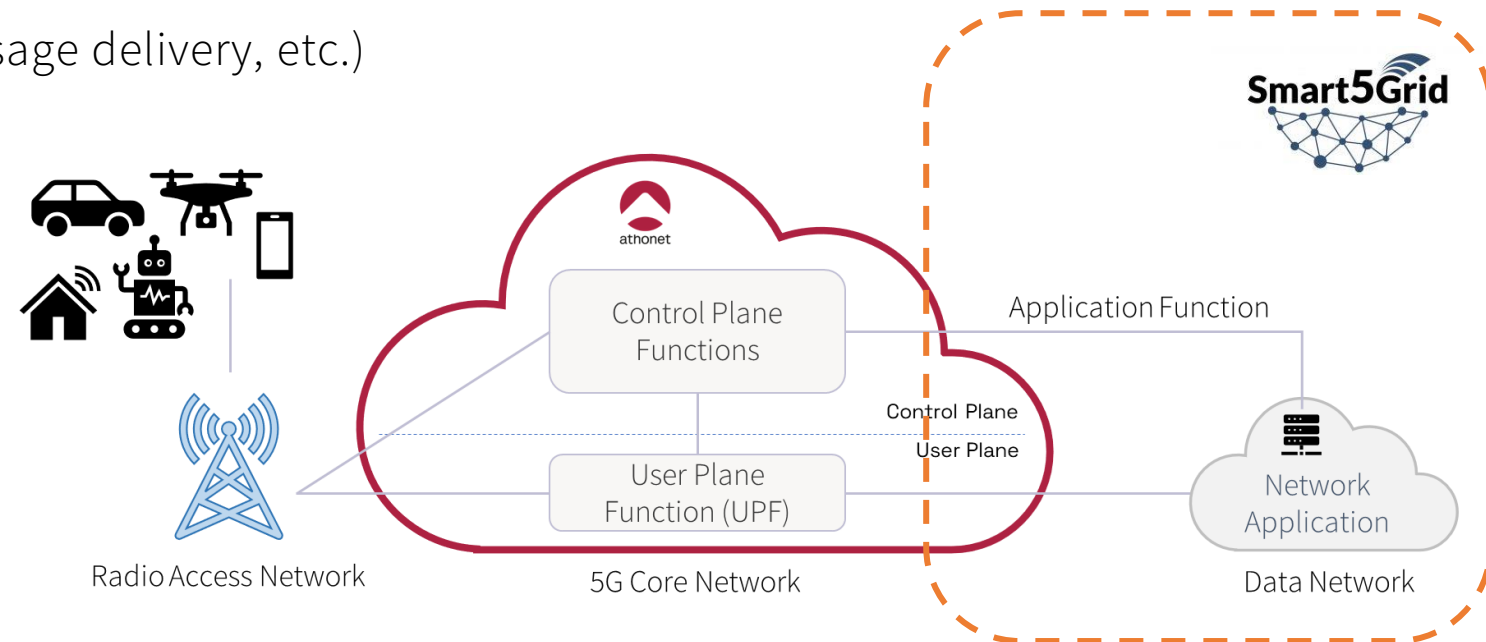 sage delivery, etc.)
Smart5Grid
athonet
Control Plane
Functions
Application Function
Control Plane
User Plane
User Plane
Function (UPF)
Network
Application
Radio Access Network
5G Core Network
Data Network